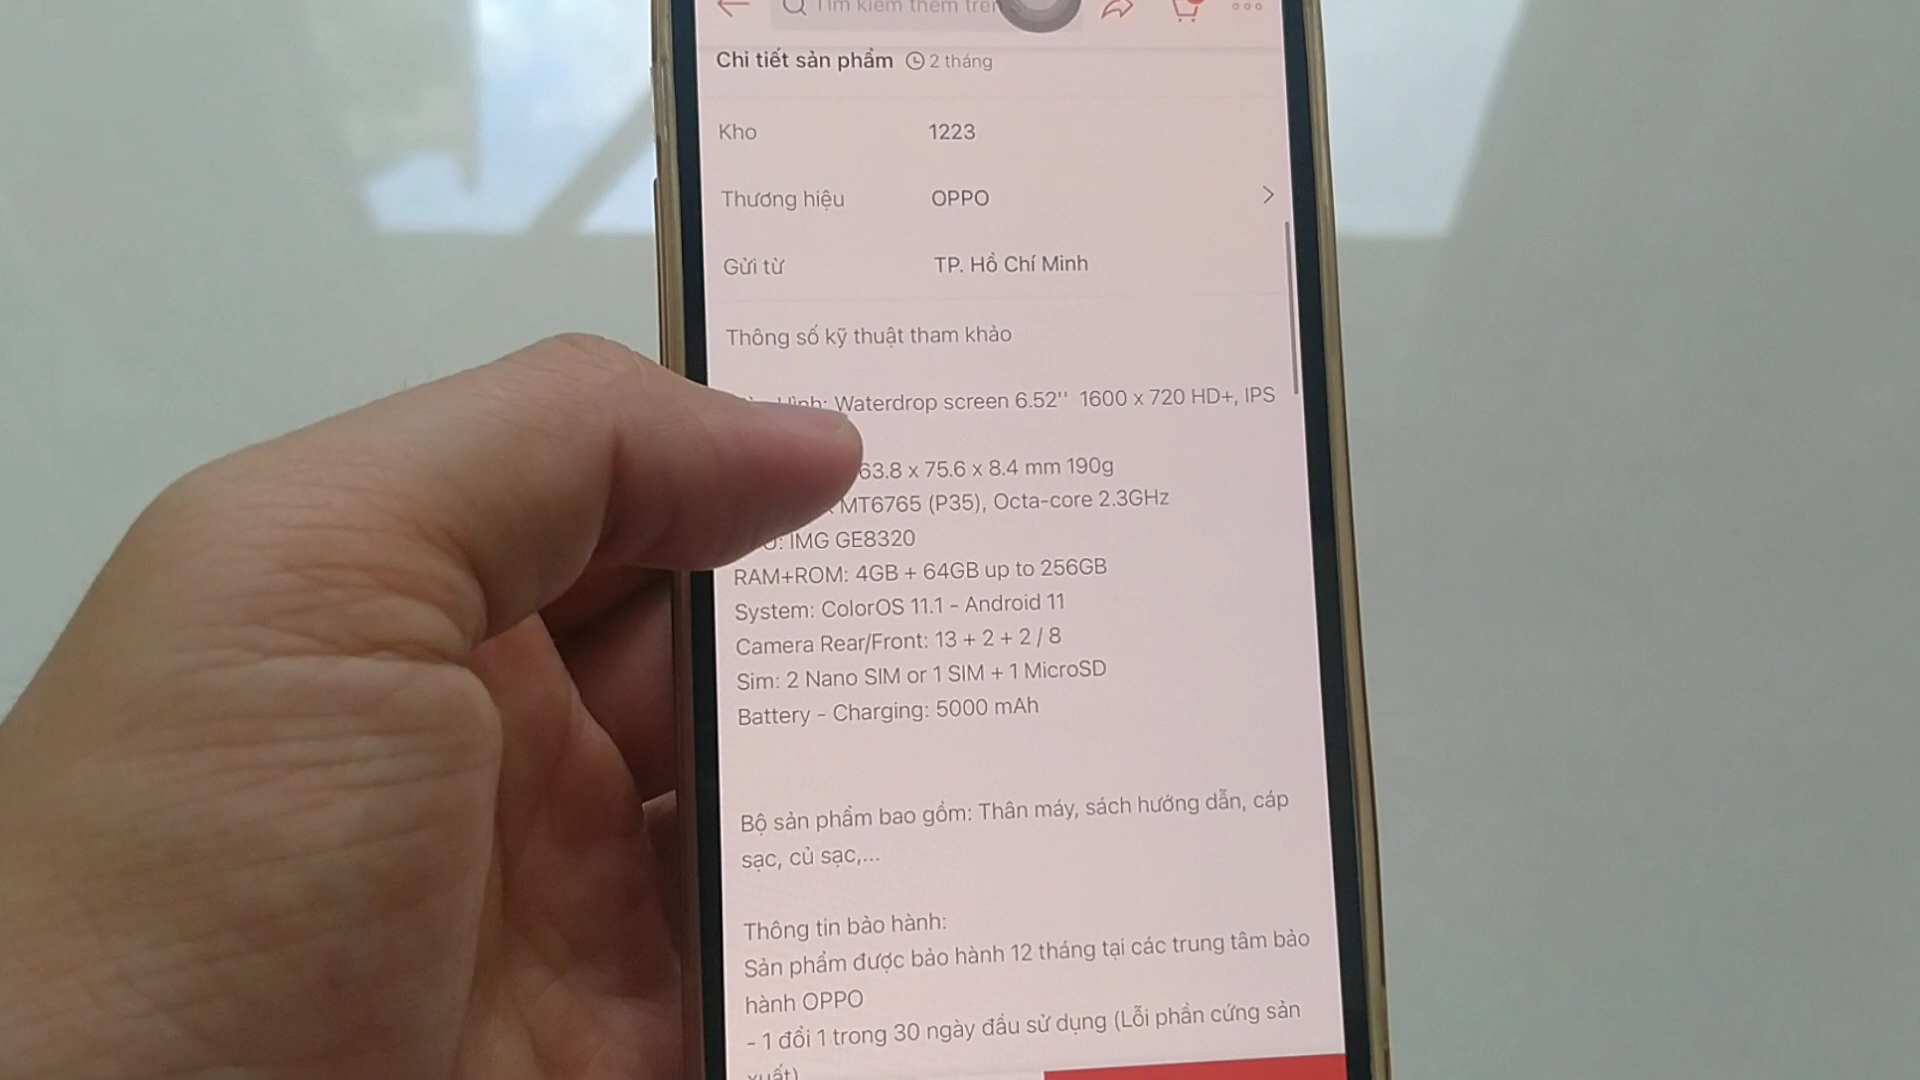 Tìm kiếm thêm trên S
Chi tiết sản phẩm 2 tháng
Kho 1223
Thương hiệu OPPO
Gửi từ TP. Hồ Chí Minh
Thông số kỹ thuật tham khảo
Hình: Waterdrop screen 6.52'' 1600 x 720 HD+, IPS
63.8 x 75.6 x 8.4 mm 190g
MT6765 (P35), Octa-core 2.3GHz
: IMG GE8320
RAM+ROM: 4GB + 64GB up to 256GB
System: ColorOS 11.1 - Android 11
Camera Rear/Front: 13 + 2 + 2 / 8
Sim: 2 Nano SIM or 1 SIM + 1 MicroSD
Battery - Charging: 5000 mAh
Bộ sản phẩm bao gồm: Thân máy, sách hướng dẫn, cáp
sạc, củ sạc,...
Thông tin bảo hành:
Sản phẩm được bảo hành 12 tháng tại các trung tâm bảo
hành OPPO
- 1 đổi 1 trong 30 ngày đầu sử dụng (Lỗi phần cứng sản
xuất)